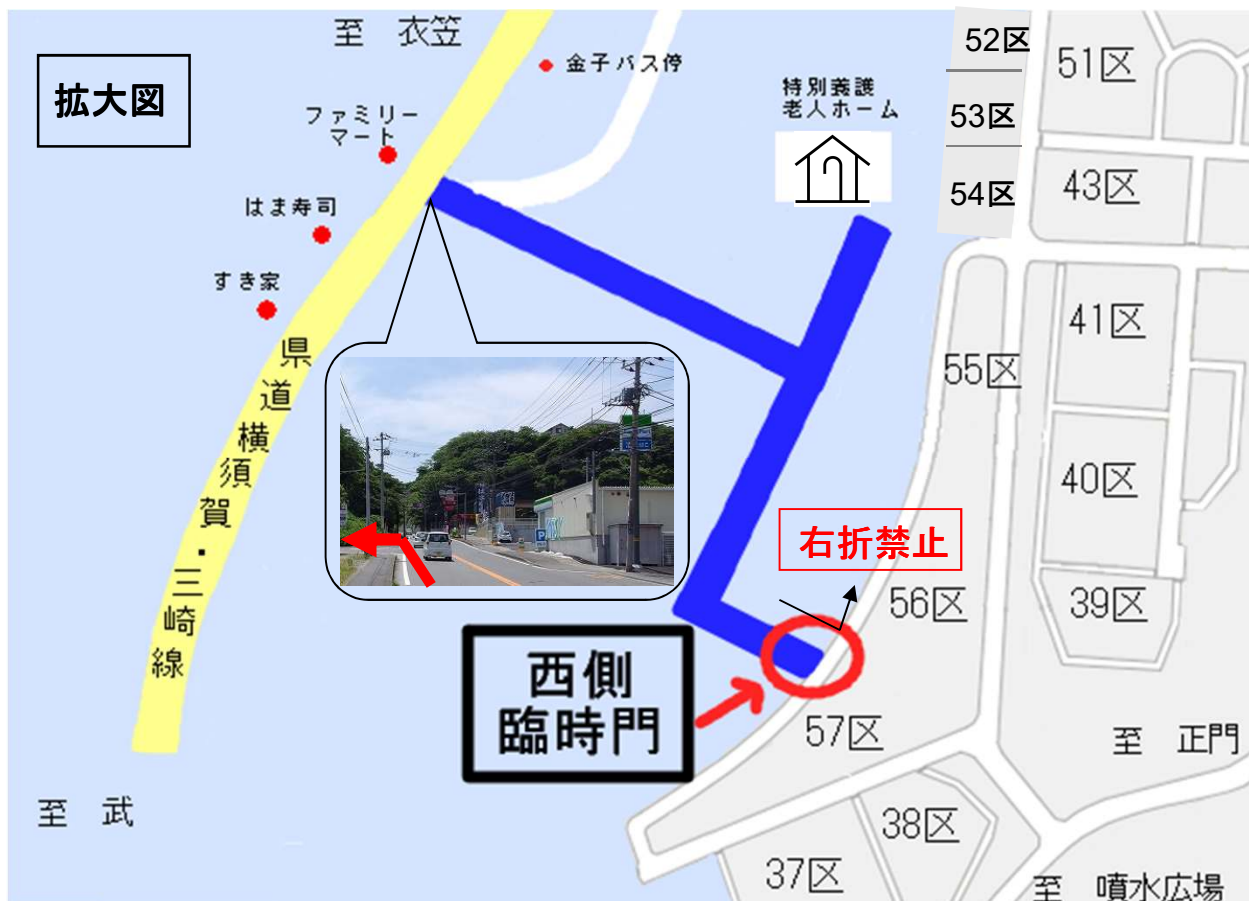 至 衣笠
拡大図
金子バス停
ファミリー
マート
特別養護
老人ホーム
はま寿司
すき家
52区
53区
54区
51区
43区
41区
55区
40区
39区
56区
57区
38区
37区
県道横須賀・三崎線
右折禁止
西側
臨時門
至 正門
至 武
至 噴水広場
P